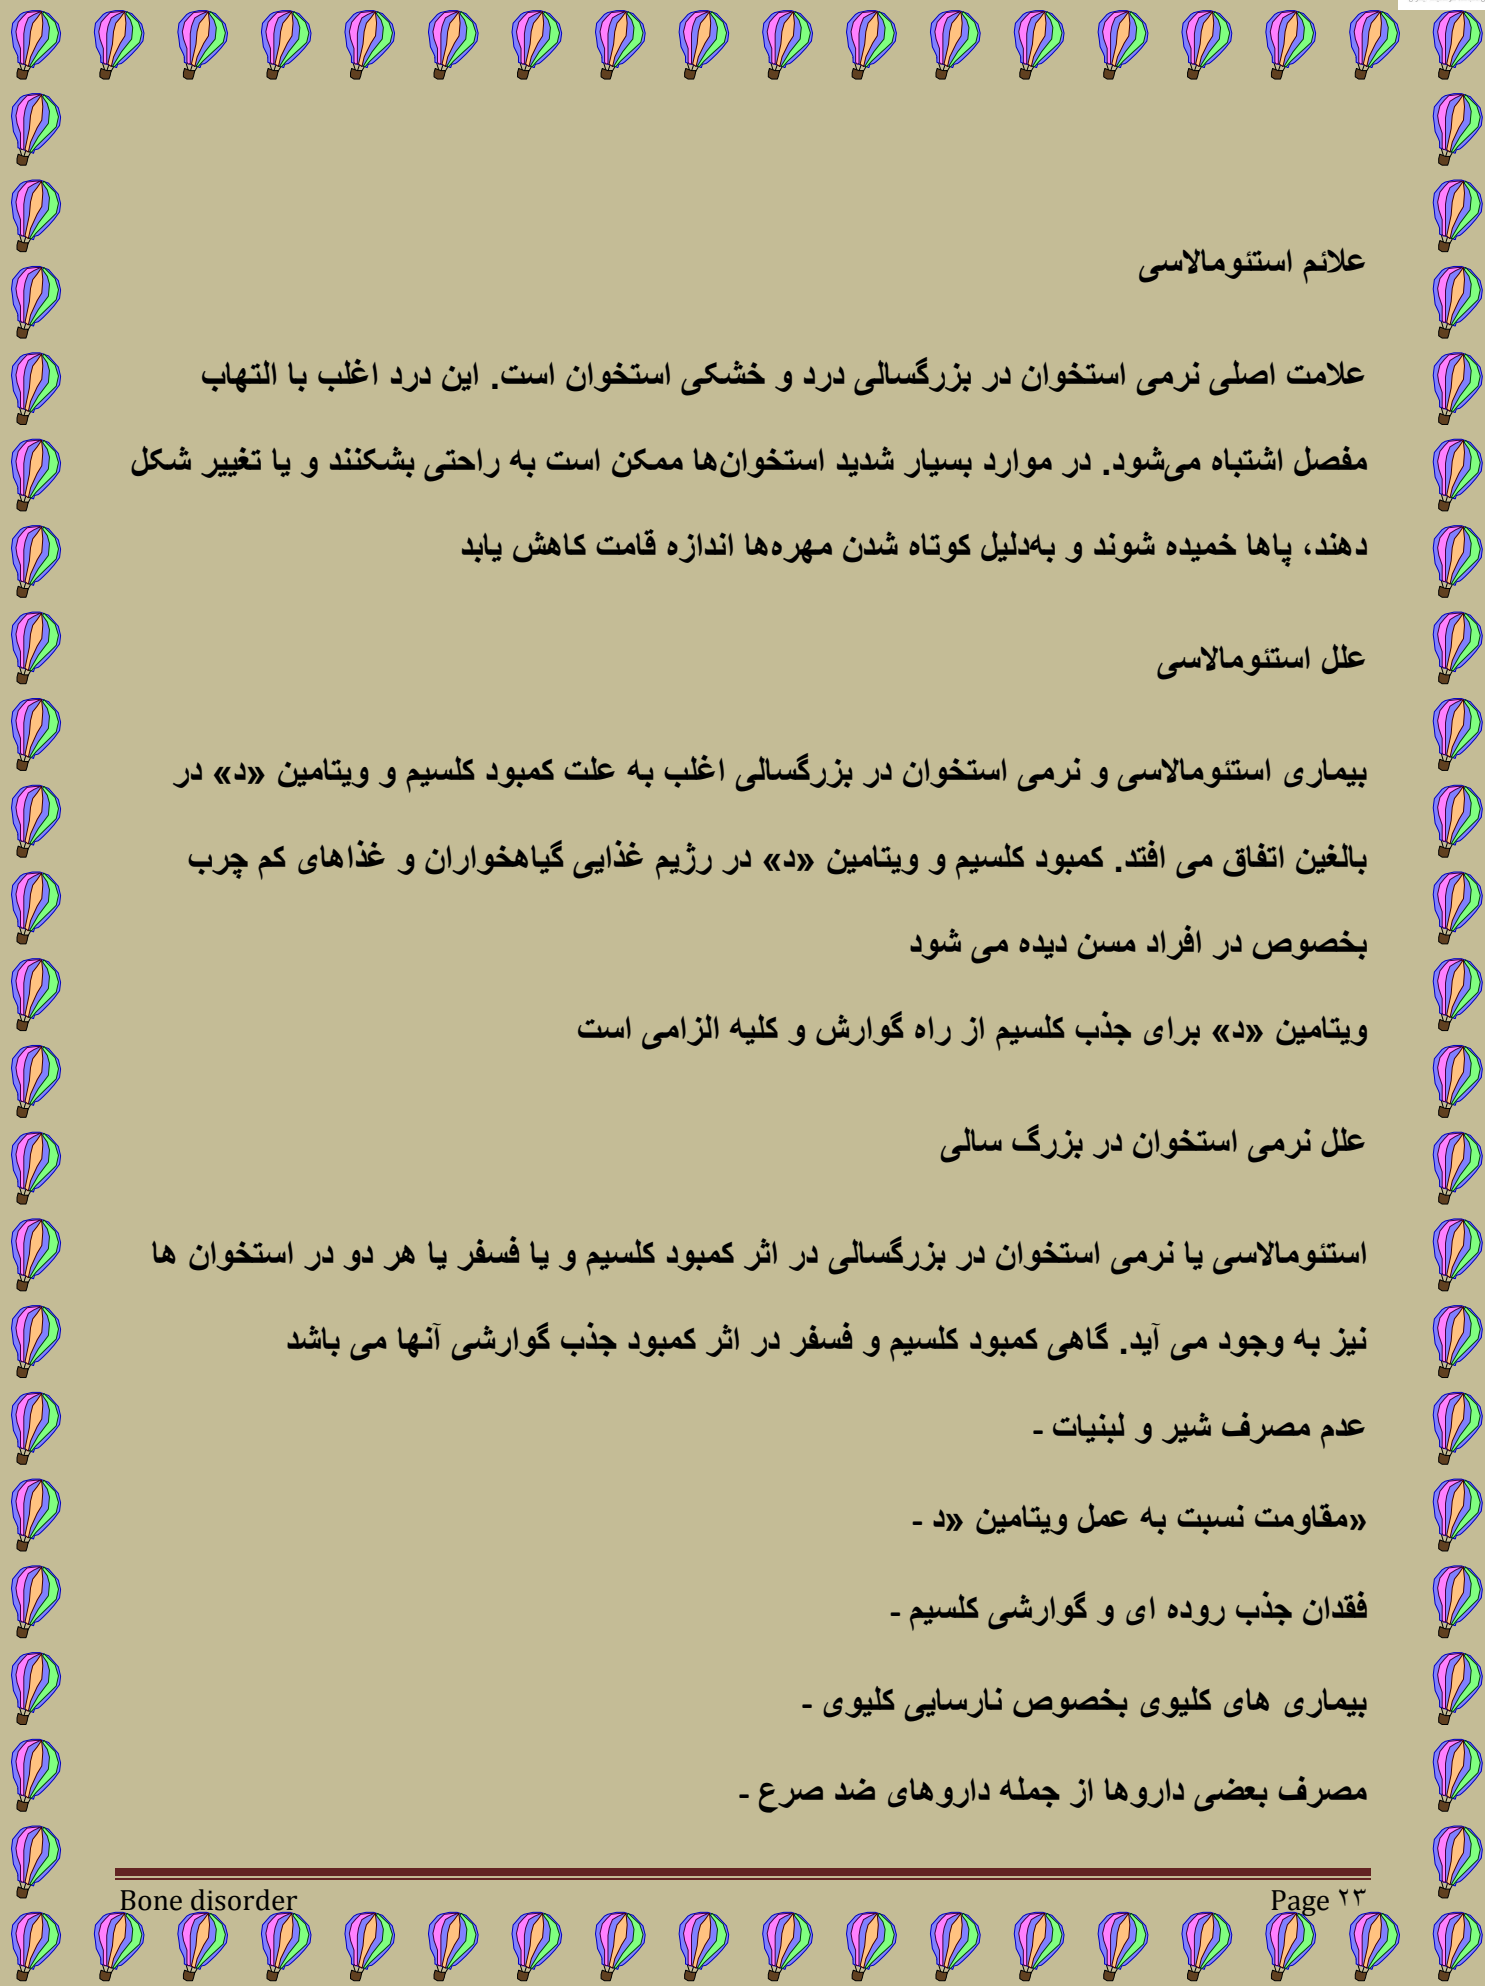 علائم استئومالاسی
علامت اصلی نرمی استخوان در بزرگسالی درد و خشکی استخوان است. این درد اغلب با التهاب
مفصل اشتباه می‌شود. در موارد بسیار شدید استخوان‌ها ممکن است به راحتی بشکنند و یا تغییر شکل
دهند، پاها خمیده شوند و به‌دلیل کوتاه شدن مهره‌ها اندازه قامت کاهش یابد
علل استئومالاسی
بیماری استئومالاسی و نرمی استخوان در بزرگسالی اغلب به علت کمبود کلسیم و ویتامین «د» در
بالغین اتفاق می افتد. کمبود کلسیم و ویتامین «د» در رژیم غذایی گیاهخواران و غذاهای کم چرب
بخصوص در افراد مسن دیده می شود
ویتامین «د» برای جذب کلسیم از راه گوارش و کلیه الزامی است
علل نرمی استخوان در بزرگ سالی
استئومالاسی یا نرمی استخوان در بزرگسالی در اثر کمبود کلسیم و یا فسفر یا هر دو در استخوان ها
نیز به وجود می آید. گاهی کمبود کلسیم و فسفر در اثر کمبود جذب گوارشی آنها می باشد
عدم مصرف شیر و لبنیات -
«مقاومت نسبت به عمل ویتامین «د -
فقدان جذب روده ای و گوارشی کلسیم -
بیماری های کلیوی بخصوص نارسایی کلیوی -
مصرف بعضی داروها از جمله داروهای ضد صرع -
Bone disorder
Page ۲۳